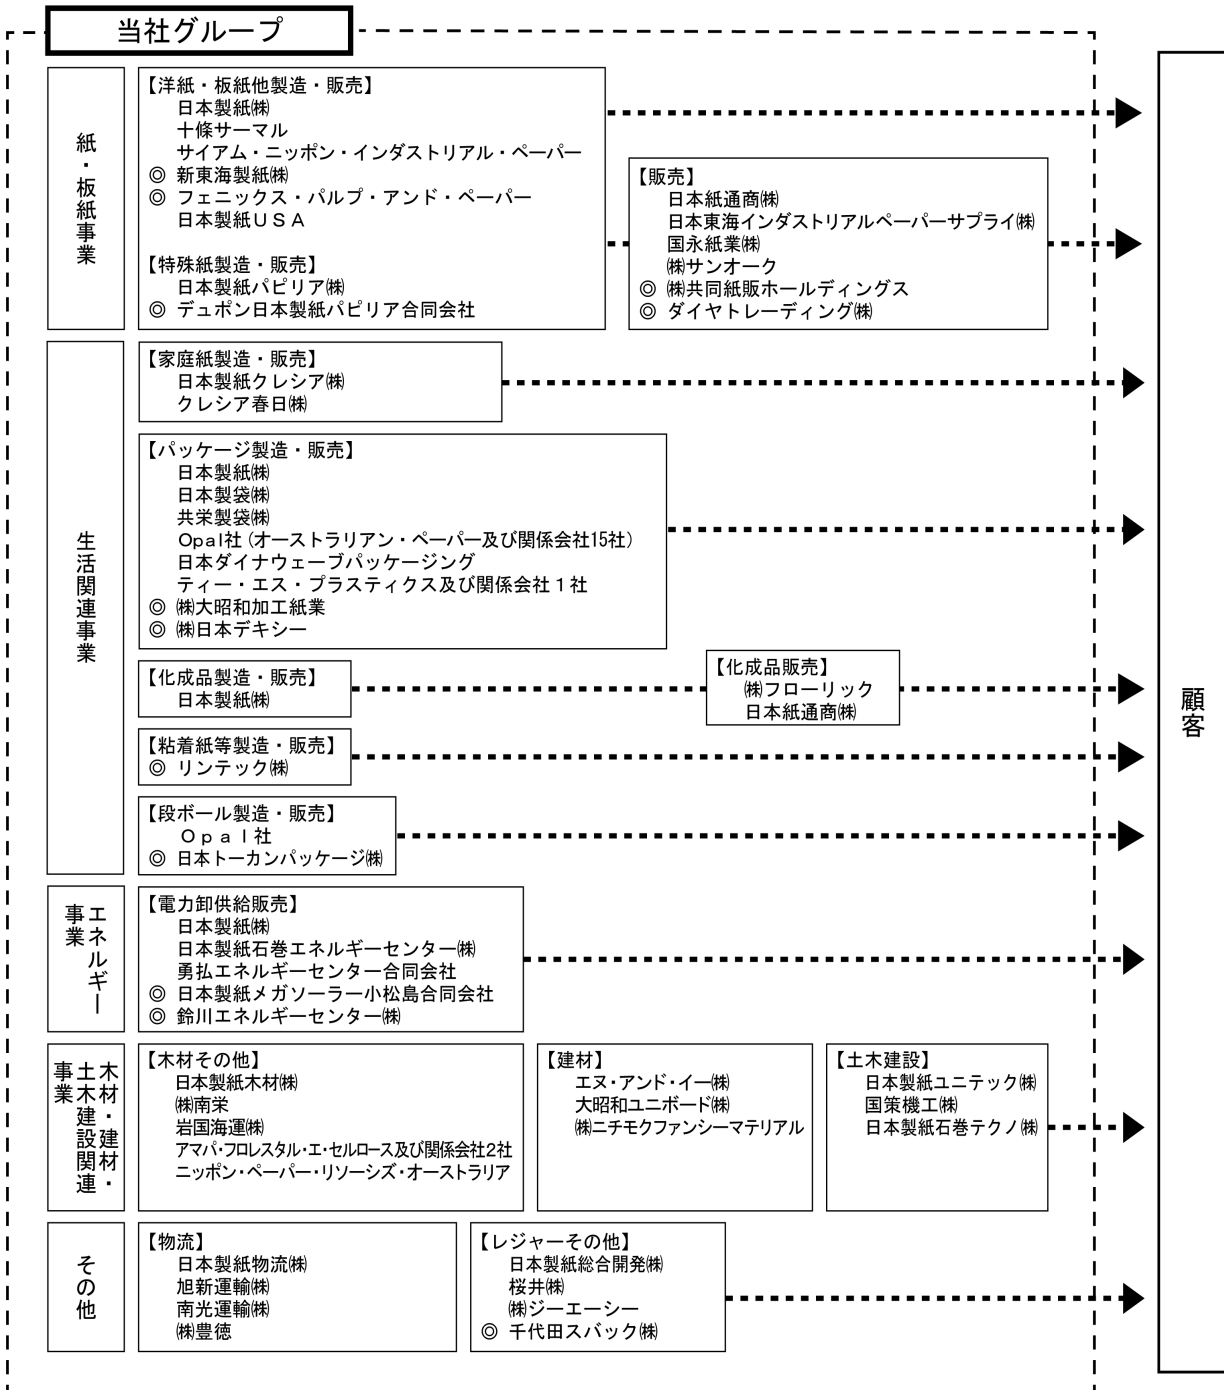 当社グループ
紙・板紙事業
【洋紙・板紙他製造・販売】
日本製紙㈱
十條サーマル
サイアム・ニッポン・インダストリアル・ペーパー
◎ 新東海製紙㈱
◎ フェニックス・パルプ・アンド・ペーパー
日本製紙ＵＳＡ
【特殊紙製造・販売】
日本製紙パピリア㈱
◎ デュポン日本製紙パピリア合同会社
【販売】
日本紙通商㈱
日本東海インダストリアルペーパーサプライ㈱
国永紙業㈱
㈱サンオーク
◎ ㈱共同紙販ホールディングス
◎ ダイヤトレーディング㈱
生活関連事業
【家庭紙製造・販売】
日本製紙クレシア㈱
クレシア春日㈱
【パッケージ製造・販売】
日本製紙㈱
日本製袋㈱
共栄製袋㈱
Opal社(オーストラリアン・ペーパー及び関係会社15社)
日本ダイナウェーブパッケージング
ティー・エス・プラスティクス及び関係会社１社
◎ ㈱大昭和加工紙業
◎ ㈱日本デキシー
【化成品製造・販売】
日本製紙㈱
【化成品販売】
㈱フローリック
日本紙通商㈱
【粘着紙等製造・販売】
◎ リンテック㈱
【段ボール製造・販売】
Ｏｐａｌ社
◎ 日本トーカンパッケージ㈱
エネルギー
事業
【電力卸供給販売】
日本製紙㈱
日本製紙石巻エネルギーセンター㈱
勇払エネルギーセンター合同会社
◎ 日本製紙メガソーラー小松島合同会社
◎ 鈴川エネルギーセンター㈱
木材・建材・
土木建設関連
事業
【木材その他】
日本製紙木材㈱
㈱南栄
岩国海運㈱
アマパ・フロレスタル・エ・セルロース及び関係会社2社
ニッポン・ペーパー・リソーシズ・オーストラリア
【建材】
エヌ・アンド・イー㈱
大昭和ユニボード㈱
㈱ニチモクファンシーマテリアル
【土木建設】
日本製紙ユニテック㈱
国策機工㈱
日本製紙石巻テクノ㈱
その他
【物流】
日本製紙物流㈱
旭新運輸㈱
南光運輸㈱
㈱豊徳
【レジャーその他】
日本製紙総合開発㈱
桜井㈱
㈱ジーエーシー
◎ 千代田スバック㈱
顧客